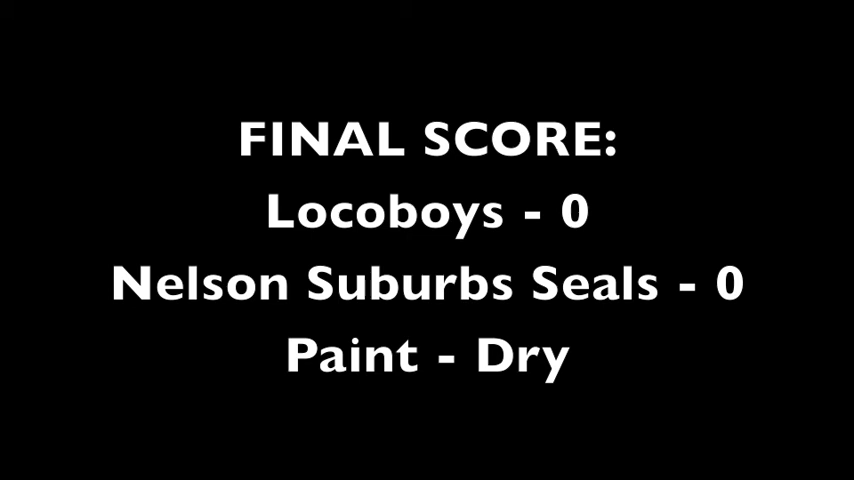 FINAL SCORE:
Locoboys - 0
Nelson Suburbs Seals - 0
Paint - Dry